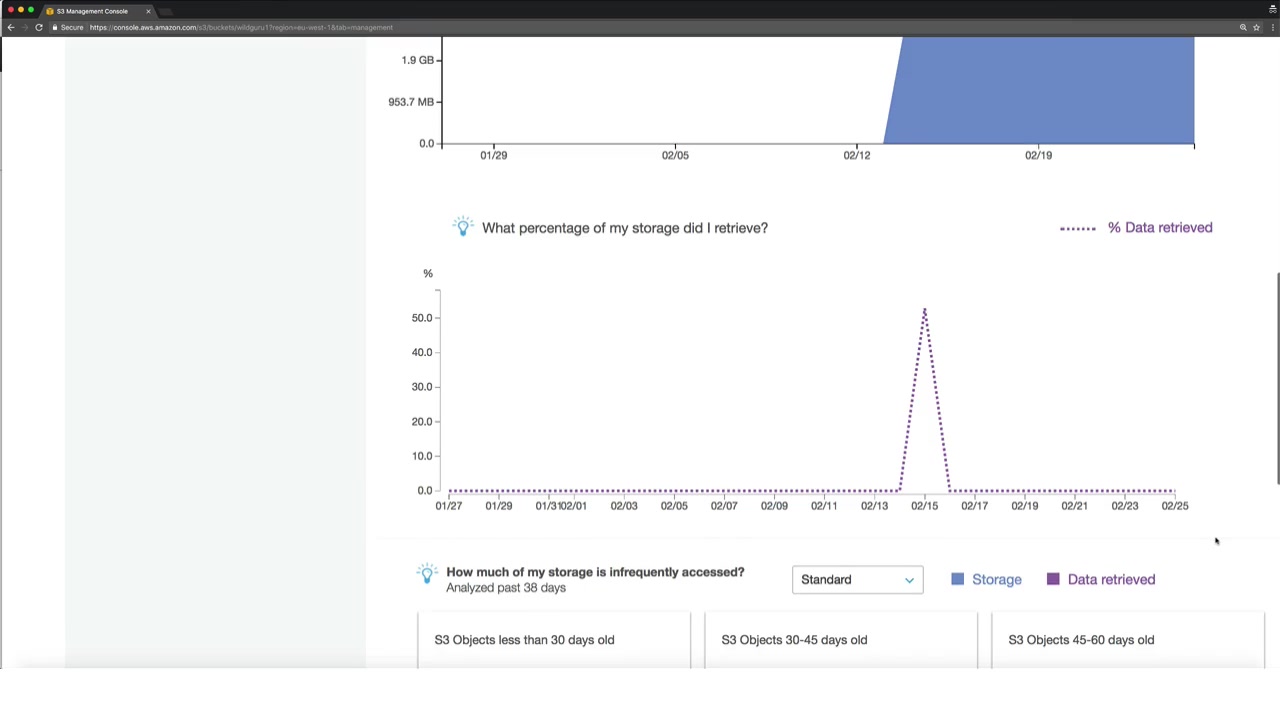 S3 Management Console
Secure https://console.aws.amazon.com/s3/buckets/wildguru1?region=eu-west-1&tab=management
1.9 GB
953.7 MB
0.0
01/29 02/05 02/12 02/19
What percentage of my storage did I retrieve?
% Data retrieved
%
50.0
40.0
30.0
20.0
10.0
0.0
01/27 01/29 01/31 02/01 02/03 02/05 02/07 02/09 02/11 02/13 02/15 02/17 02/19 02/21 02/23 02/25
How much of my storage is infrequently accessed?
Analyzed past 38 days
Standard
Storage
Data retrieved
S3 Objects less than 30 days old
S3 Objects 30-45 days old
S3 Objects 45-60 days old